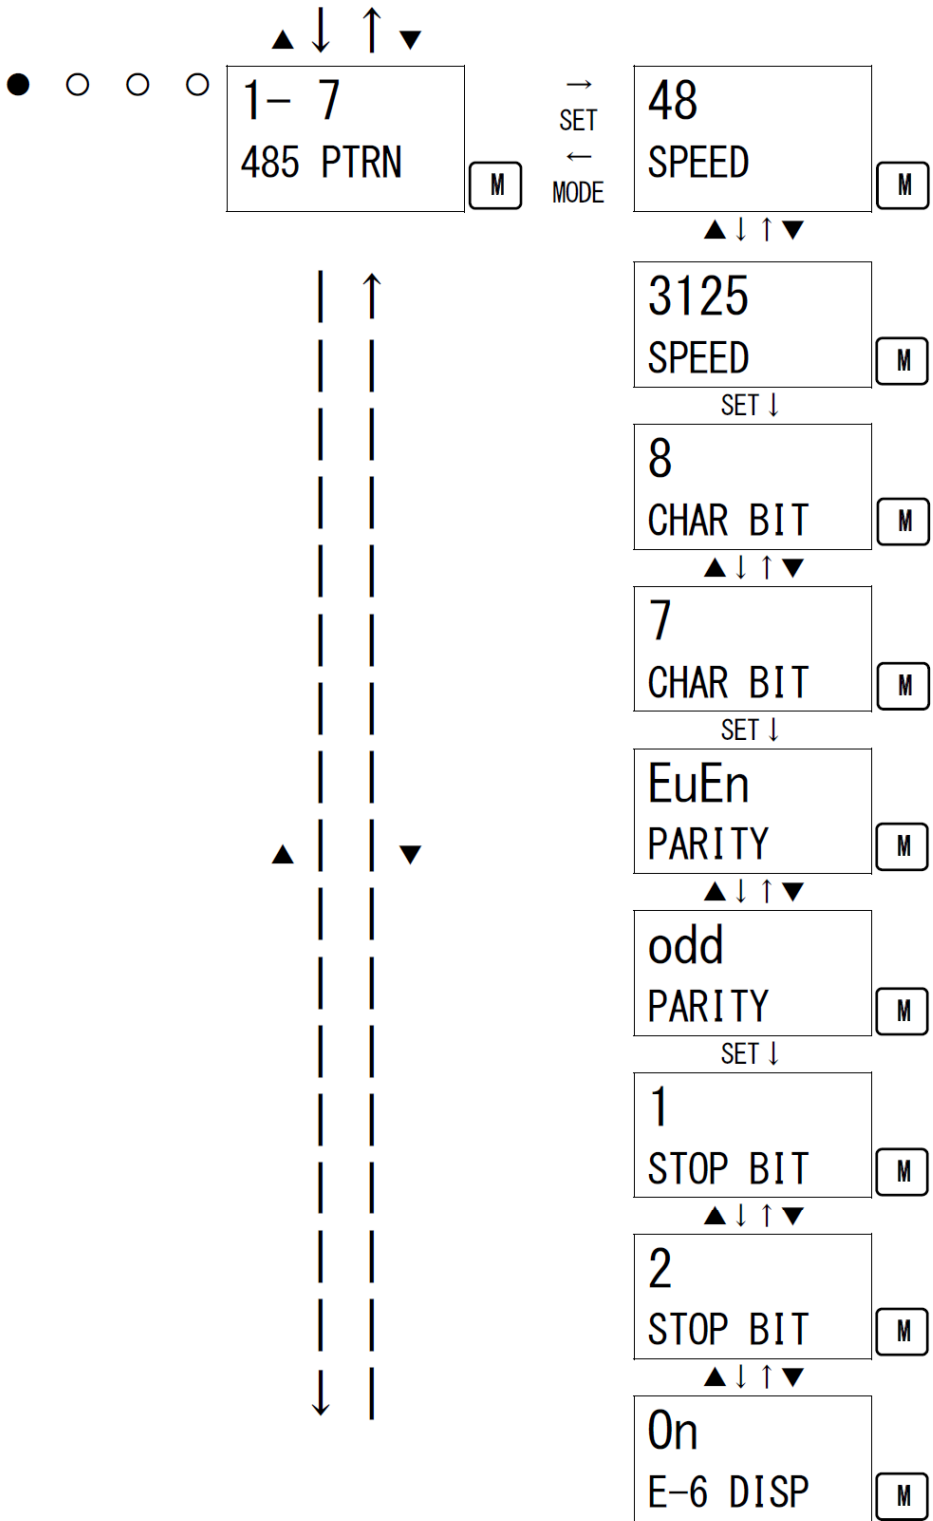 ▲ ↓ ↑ ▼
● ○ ○ ○
1- 7
485 PTRN
M
→
SET
←
MODE
48
SPEED
M
▲ ↓ ↑ ▼
3125
SPEED
M
SET ↓
8
CHAR BIT
M
▲ ↓ ↑ ▼
7
CHAR BIT
M
SET ↓
EuEn
PARITY
M
▲ ↓ ↑ ▼
odd
PARITY
M
SET ↓
1
STOP BIT
M
▲ ↓ ↑ ▼
2
STOP BIT
M
▲ ↓ ↑ ▼
On
E-6 DISP
M
▲ ▼